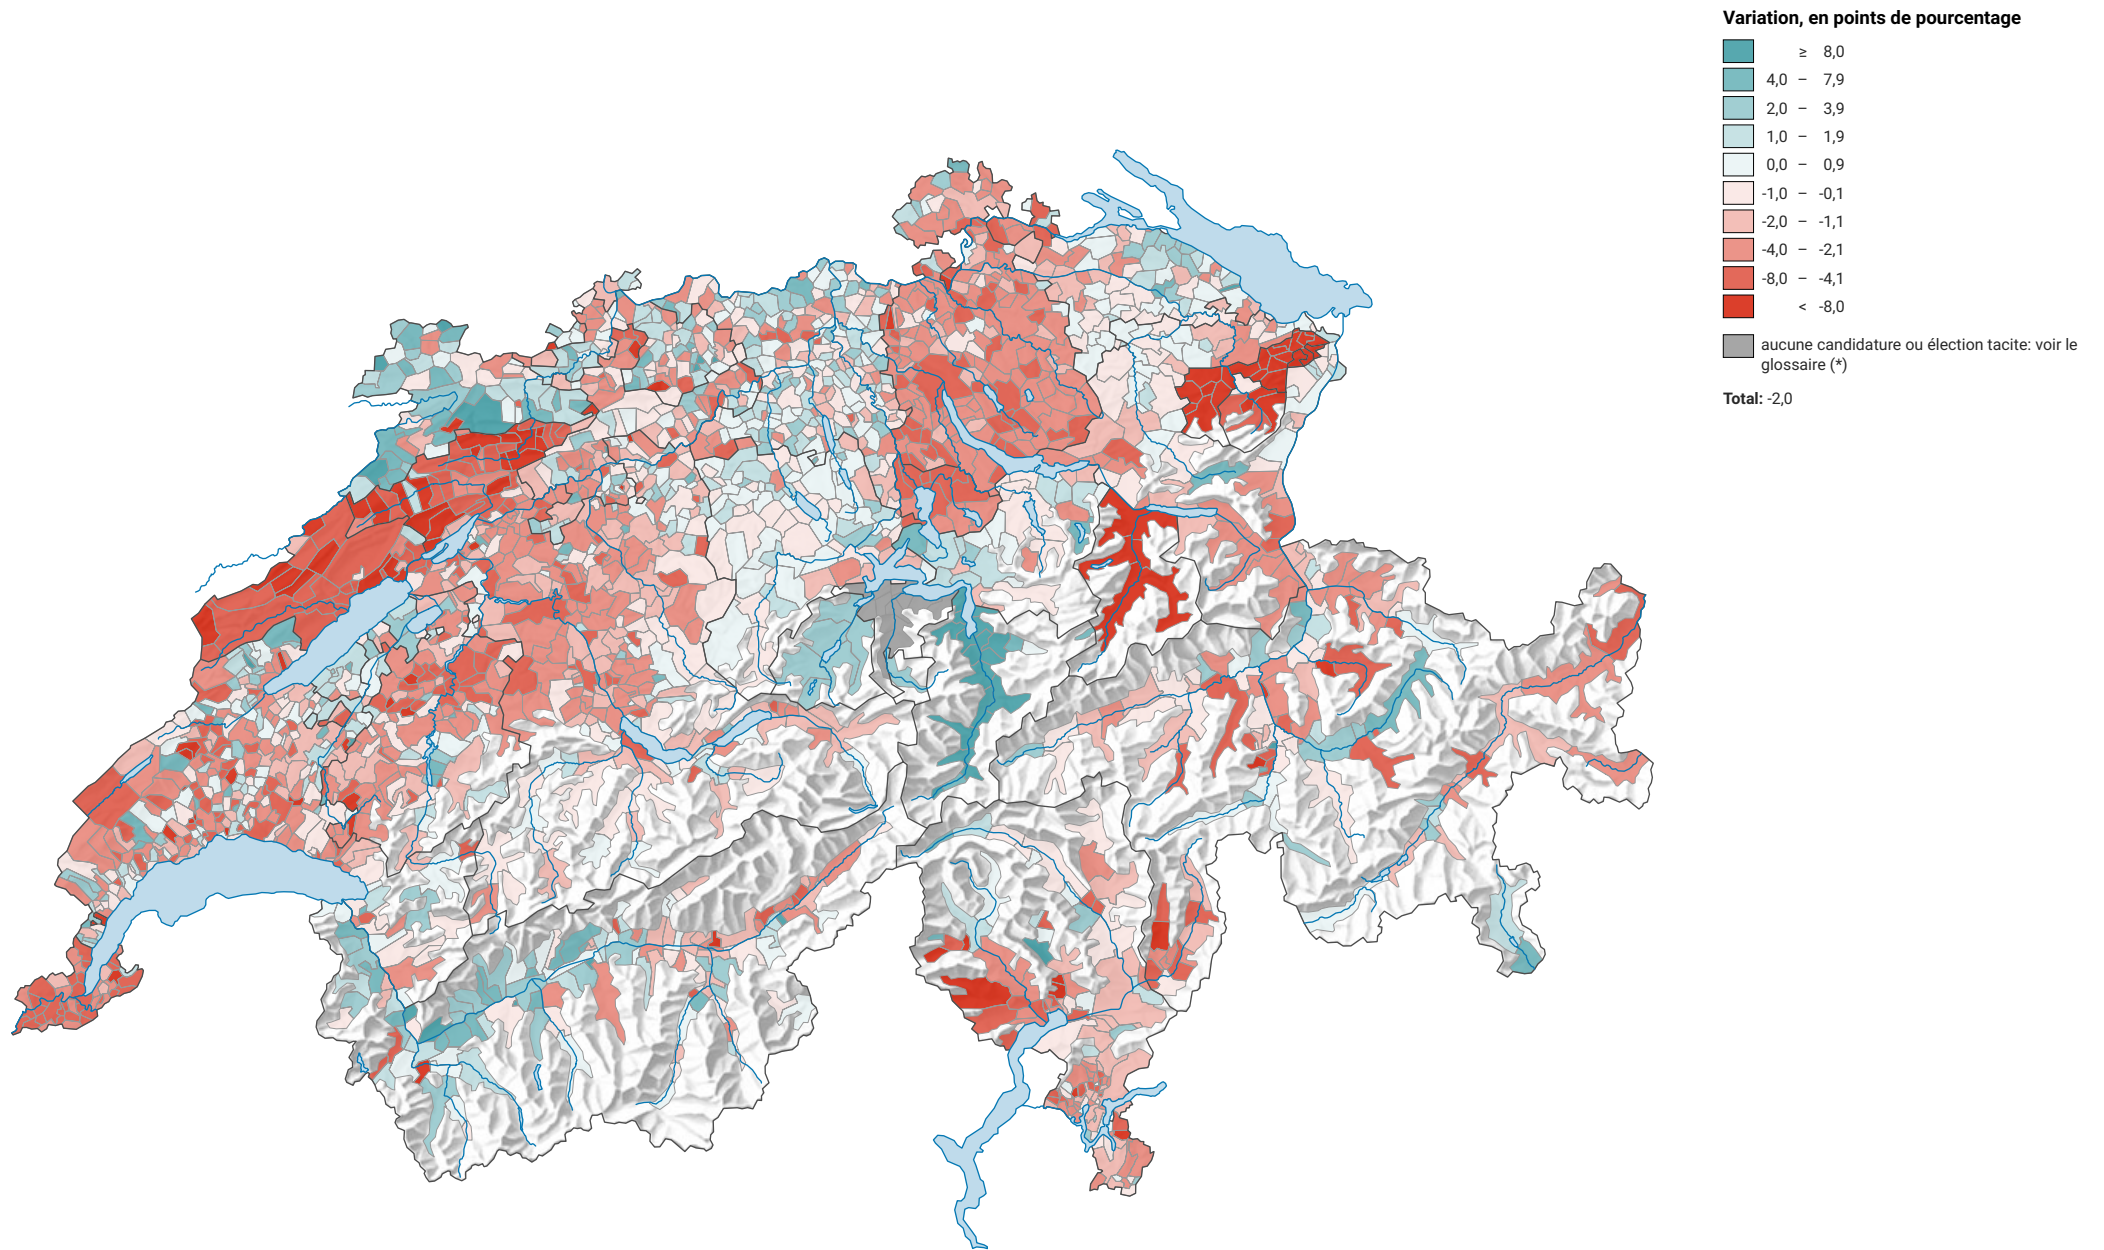 Variation, en points de pourcentage
≥ 8,0
4,0 – 7,9
2,0 – 3,9
1,0 – 1,9
0,0 – 0,9
-1,0 – -0,1
-2,0 – -1,1
-4,0 – -2,1
-8,0 – -4,1
< -8,0
aucune candidature ou élection tacite: voir le
glossaire (*)
Total: -2,0